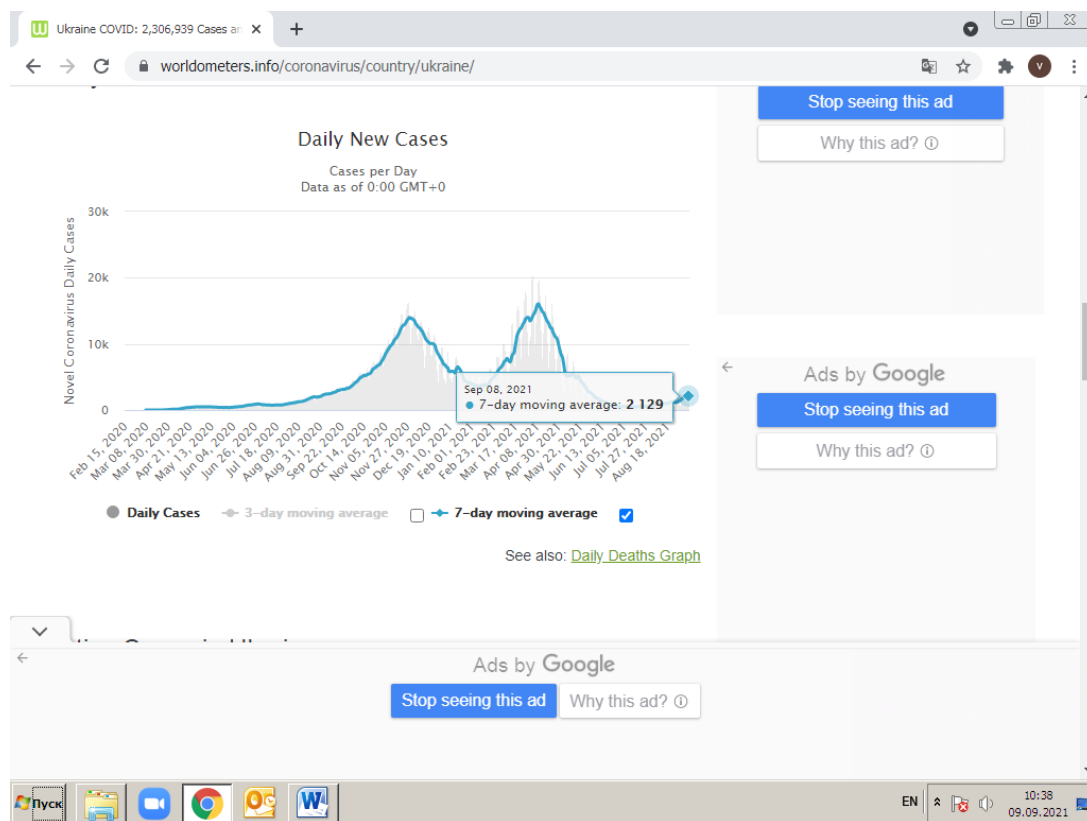 Ukraine COVID: 2,306,939 Cases an
worldometers.info/coronavirus/country/ukraine/
V
Stop seeing this ad
Why this ad?
Daily New Cases
Cases per Day
Data as of 0:00 GMT+0
Novel Coronavirus Daily Cases
30k
20k
10k
0
Sep 08, 2021
7-day moving average: 2 129
Feb 15, 2020
Mar 08, 2020
Mar 30, 2020
Apr 21, 2020
May 13, 2020
Jun 04, 2020
Jun 26, 2020
Jul 18, 2020
Aug 09, 2020
Aug 31, 2020
Sep 22, 2020
Oct 14, 2020
Nov 05, 2020
Nov 27, 2020
Dec 19, 2020
Jan 10, 2021
Feb 01, 2021
Feb 23, 2021
Mar 17, 2021
Apr 08, 2021
Apr 30, 2021
May 22, 2021
Jun 13, 2021
Jul 05, 2021
Jul 27, 2021
Aug 18, 2021
Daily Cases 3-day moving average 7-day moving average
See also: Daily Deaths Graph
Ads by Google
Stop seeing this ad
Why this ad?
Ads by Google
Stop seeing this ad Why this ad?
Пуск
EN
10:38
09.09.2021